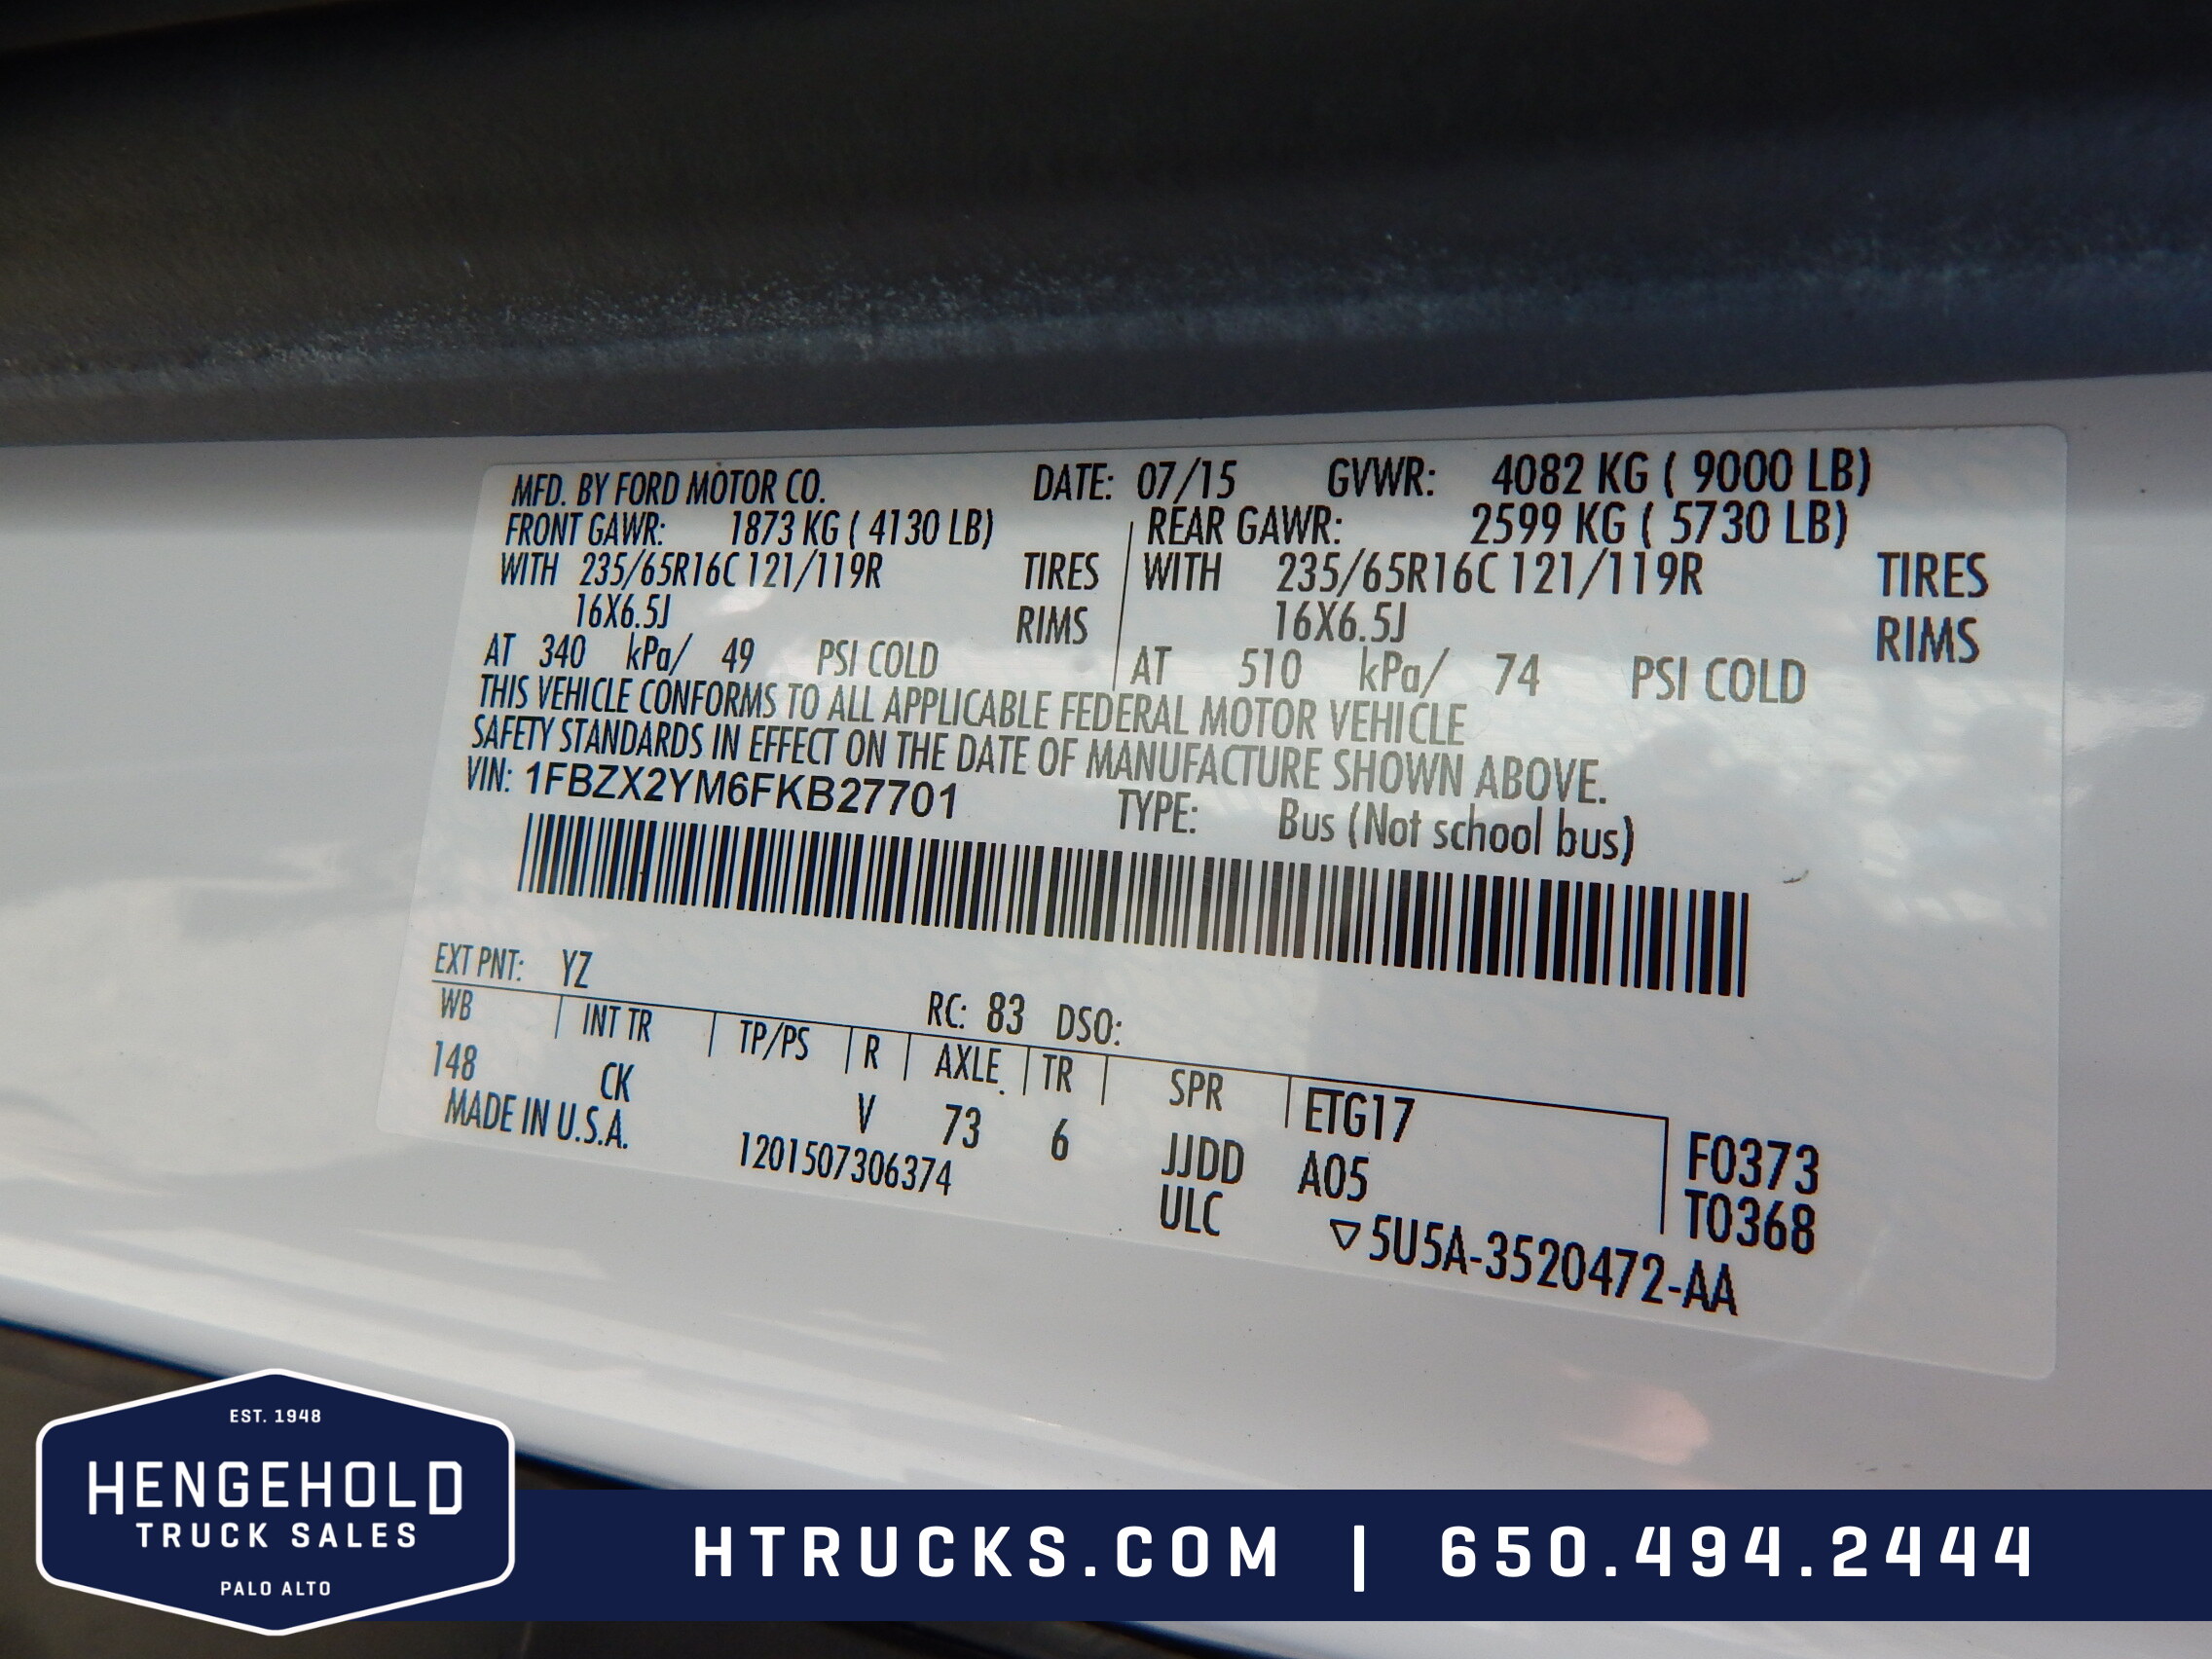 MFD. BY FORD MOTOR CO. DATE: 07/15 GVWR: 4082 KG ( 9000 LB)
FRONT GAWR: 1873 KG ( 4130 LB) REAR GAWR: 2599 KG ( 5730 LB)
WITH 235/65R16C 121/119R TIRES WITH 235/65R16C 121/119R TIRES
16X6.5J RIMS 16X6.5J RIMS
AT 340 kPa/ 49 PSI COLD AT 510 kPa/ 74 PSI COLD
THIS VEHICLE CONFORMS TO ALL APPLICABLE FEDERAL MOTOR VEHICLE
SAFETY STANDARDS IN EFFECT ON THE DATE OF MANUFACTURE SHOWN ABOVE.
VIN: 1FBZX2YM6FKB27701 TYPE: Bus (Not school bus)
EXT PNT: YZ RC: 83 DSO:
WB INT TR TP/PS R AXLE TR SPR ETG17 F0373
148 CK V 73 6 JJDD A05 T0368
MADE IN U.S.A. 1201507306374 ULC ▽5U5A-3520472-AA
EST. 1948
HENGEHOLD
TRUCK SALES
PALO ALTO
HTRUCKS.COM | 650.494.2444